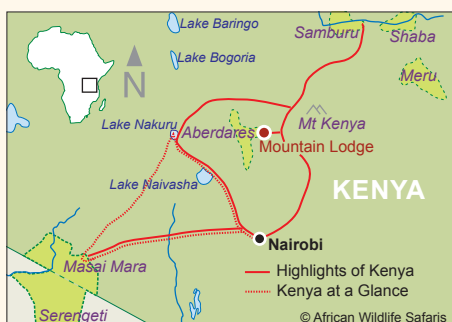 Lake Baringo
Samburu
Shaba
Lake Bogoria
Meru
N
Lake Nakuru
Aberdares
Mt Kenya
Mountain Lodge
Lake Naivasha
KENYA
Nairobi
Masai Mara
Highlights of Kenya
Kenya at a Glance
Serengeti
© African Wildlife Safaris